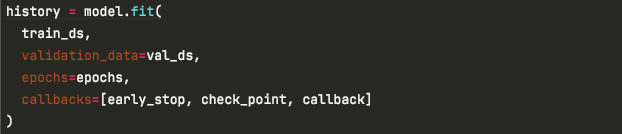 history = model.fit(
  train_ds,
  validation_data=val_ds,
  epochs=epochs,
  callbacks=[early_stop, check_point, callback]
)